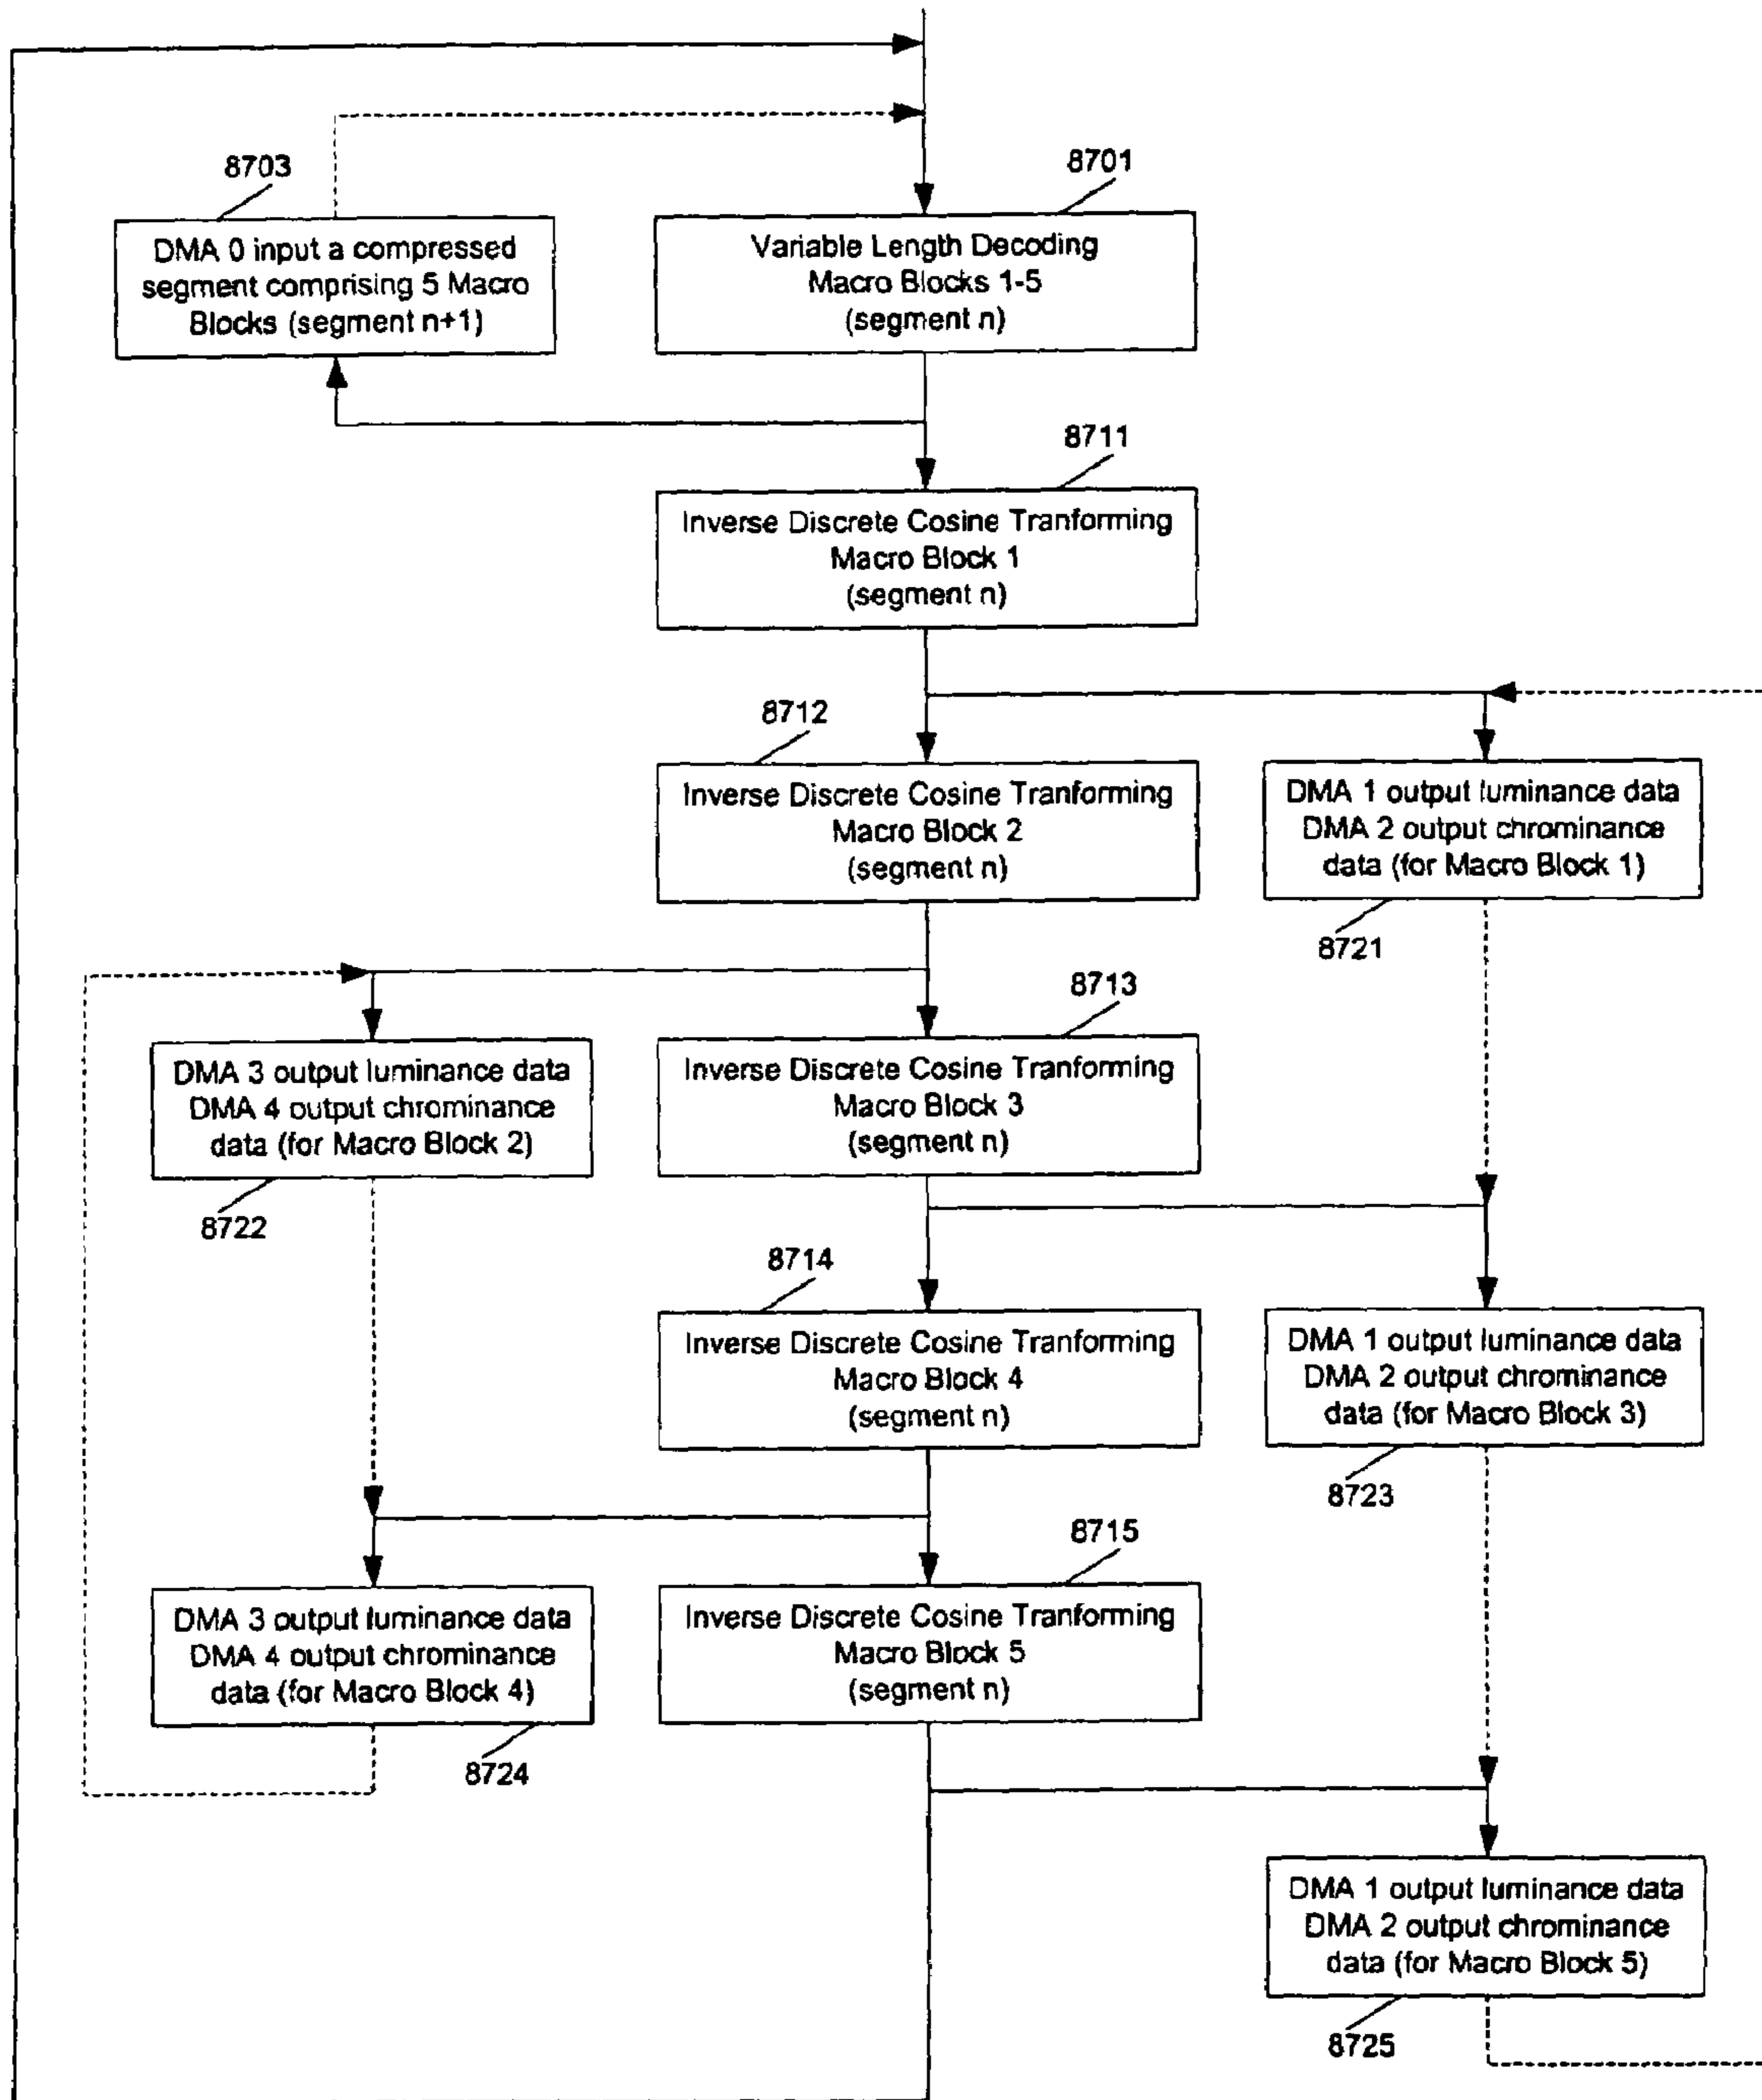 8703
DMA 0 input a compressed
segment comprising 5 Macro
Blocks (segment n+1)
8701
Variable Length Decoding
Macro Blocks 1-5
(segment n)
8711
Inverse Discrete Cosine Tranforming
Macro Block 1
(segment n)
8712
Inverse Discrete Cosine Tranforming
Macro Block 2
(segment n)
DMA 1 output luminance data
DMA 2 output chrominance
data (for Macro Block 1)
8721
8713
DMA 3 output luminance data
DMA 4 output chrominance
data (for Macro Block 2)
8722
Inverse Discrete Cosine Tranforming
Macro Block 3
(segment n)
8714
Inverse Discrete Cosine Tranforming
Macro Block 4
(segment n)
DMA 1 output luminance data
DMA 2 output chrominance
data (for Macro Block 3)
8723
8715
DMA 3 output luminance data
DMA 4 output chrominance
data (for Macro Block 4)
8724
Inverse Discrete Cosine Tranforming
Macro Block 5
(segment n)
DMA 1 output luminance data
DMA 2 output chrominance
data (for Macro Block 5)
8725